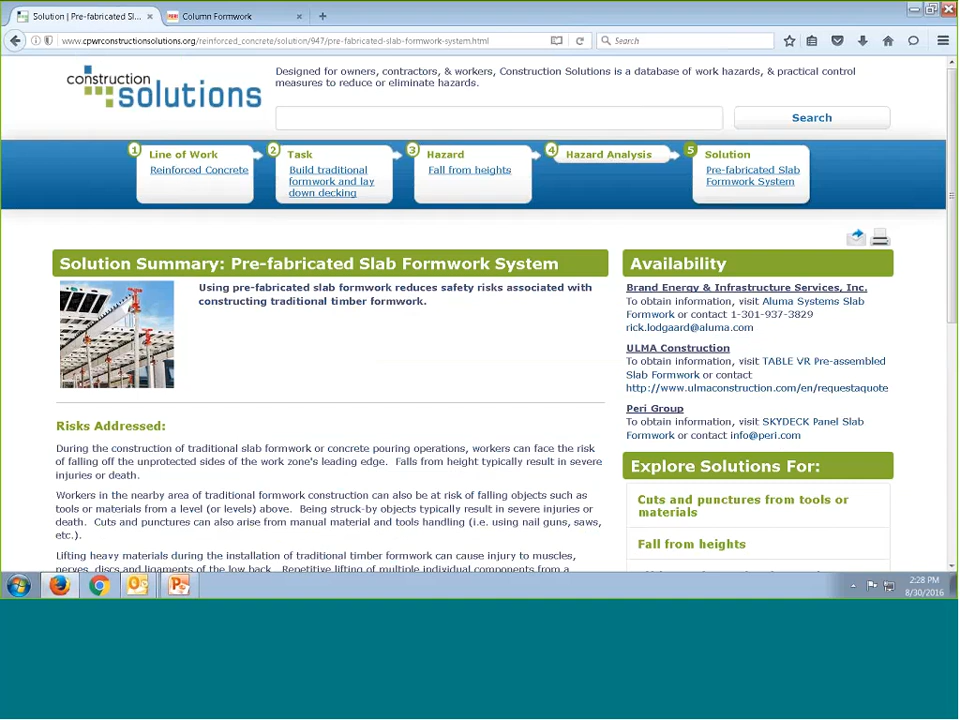 Solution | Pre-fabricated Sl...
Column Formwork
www.cpwrconstructionsolutions.org/reinforced_concrete/solution/947/pre-fabricated-slab-formwork-system.html
Search
construction
solutions
Designed for owners, contractors, & workers, Construction Solutions is a database of work hazards, & practical control
measures to reduce or eliminate hazards.
Search
1 Line of Work
Reinforced Concrete
2 Task
Build traditional
formwork and lay
down decking
3 Hazard
Fall from heights
4 Hazard Analysis
5 Solution
Pre-fabricated Slab
Formwork System
Solution Summary: Pre-fabricated Slab Formwork System
Using pre-fabricated slab formwork reduces safety risks associated with
constructing traditional timber formwork.
Risks Addressed:
During the construction of traditional slab formwork or concrete pouring operations, workers can face the risk
of falling off the unprotected sides of the work zone's leading edge. Falls from height typically result in severe
injuries or death.
Workers in the nearby area of traditional formwork construction can also be at risk of falling objects such as
tools or materials from a level (or levels) above. Being struck-by objects typically result in severe injuries or
death. Cuts and punctures can also arise from manual material and tools handling (i.e. using nail guns, saws,
etc.).
Lifting heavy materials during the installation of traditional timber formwork can cause injury to muscles,
nerves, discs and ligaments of the low back. Repetitive lifting of multiple individual components from a
Availability
Brand Energy & Infrastructure Services, Inc.
To obtain information, visit Aluma Systems Slab
Formwork or contact 1-301-937-3829
rick.lodgaard@aluma.com
ULMA Construction
To obtain information, visit TABLE VR Pre-assembled
Slab Formwork or contact
http://www.ulmaconstruction.com/en/requestaquote
Peri Group
To obtain information, visit SKYDECK Panel Slab
Formwork or contact info@peri.com
Explore Solutions For:
Cuts and punctures from tools or
materials
Fall from heights
2:28 PM
8/30/2016